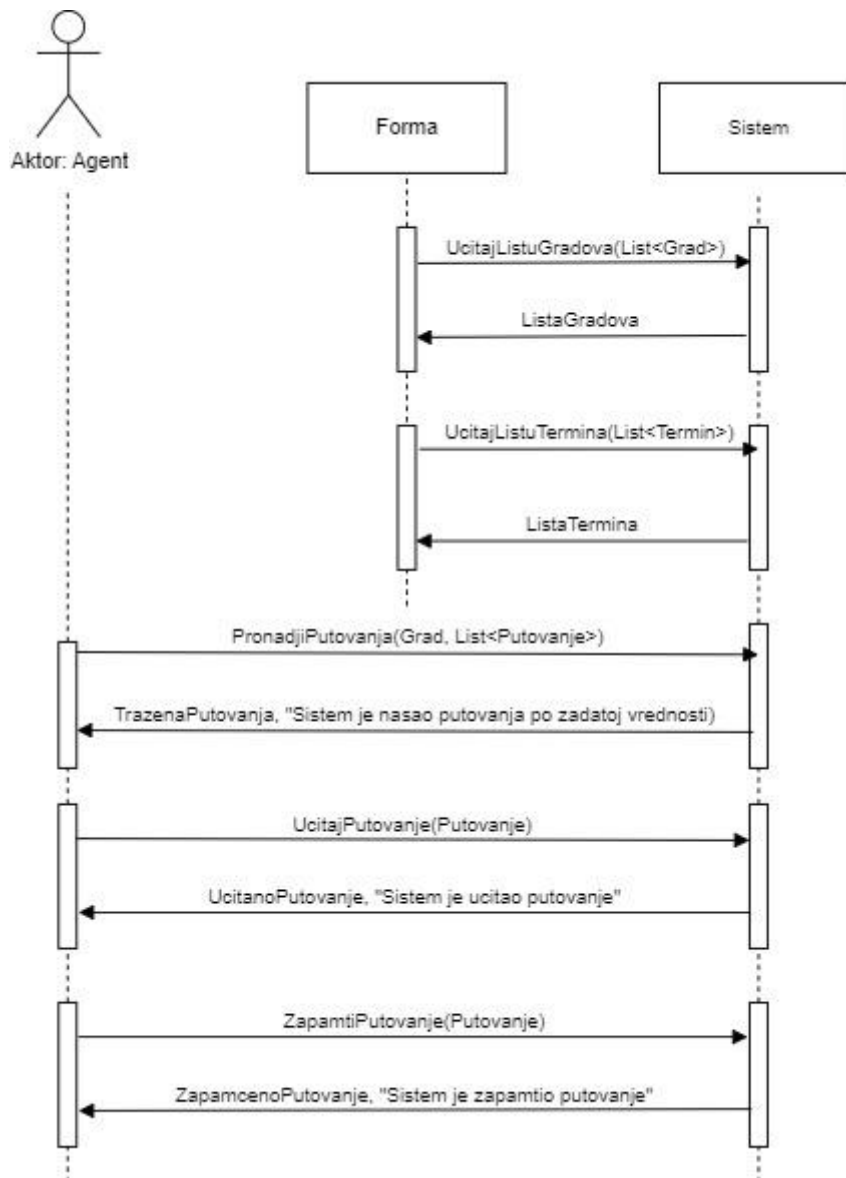 Aktor: Agent
Forma
Sistem
UcitajListuGradova(List<Grad>)
ListaGradova
UcitajListuTermina(List<Termin>)
ListaTermina
PronadjiPutovanja(Grad, List<Putovanje>)
TrazenaPutovanja, "Sistem je nasao putovanja po zadatoj vrednosti)
UcitajPutovanje(Putovanje)
UcitanoPutovanje, "Sistem je ucitao putovanje"
ZapamtiPutovanje(Putovanje)
ZapamcenoPutovanje, "Sistem je zapamtio putovanje"